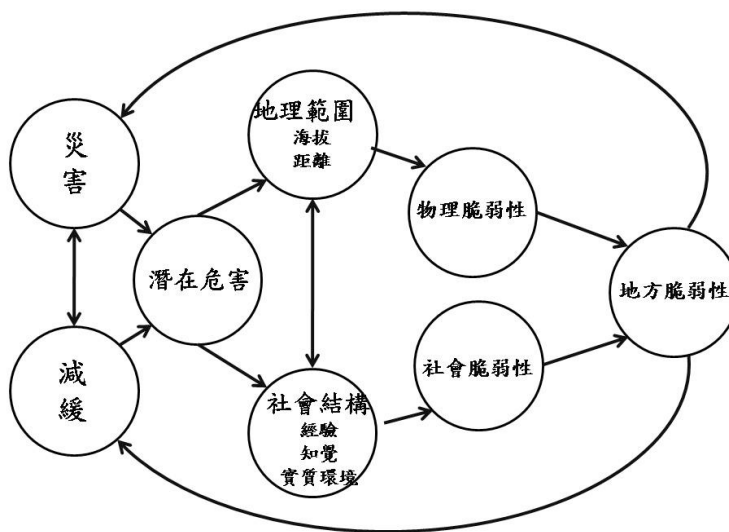 災
害
減
緩
潛在危害
地理範圍
海拔
距離
社會結構
經驗
知覺
實質環境
物理脆弱性
社會脆弱性
地方脆弱性